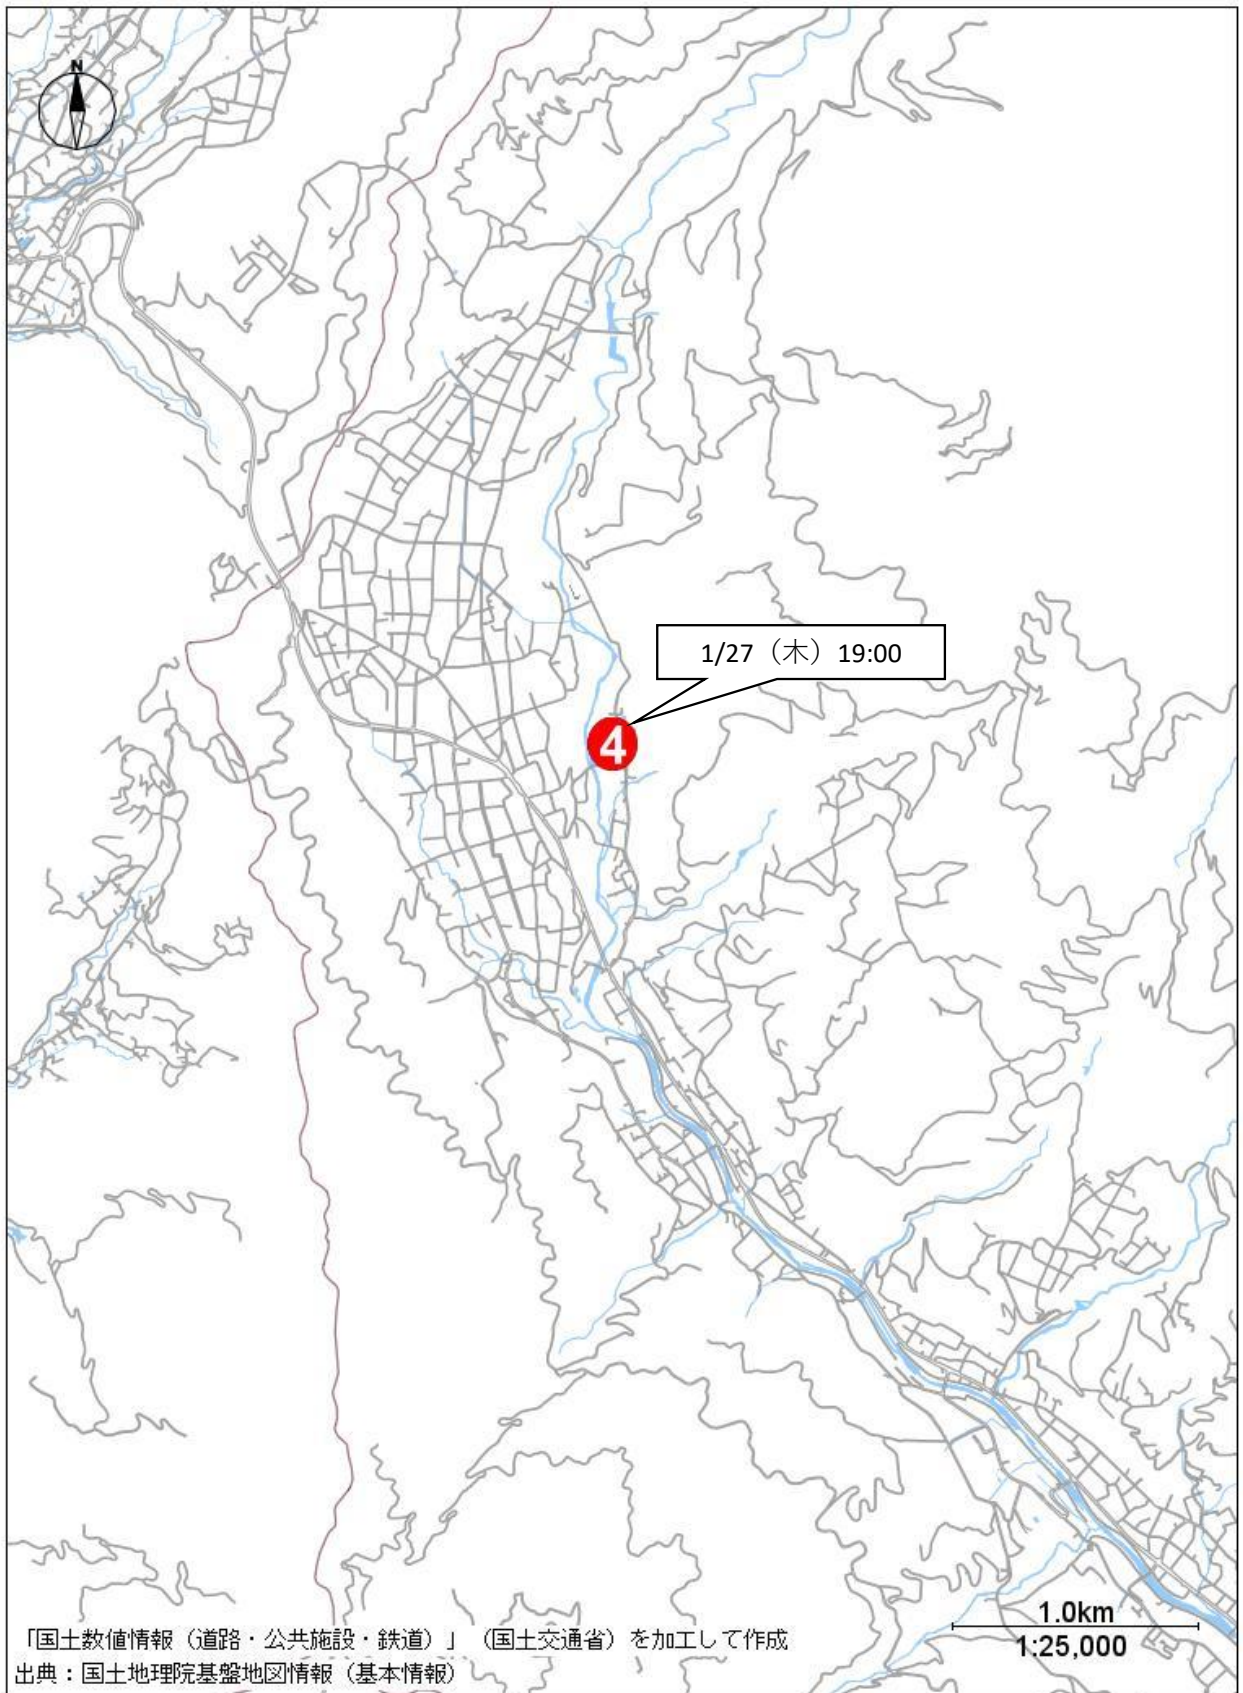 N
1/27（木）19:00
4
1.0km
1:25,000
「国土数値情報（道路・公共施設・鉄道）」（国土交通省）を加工して作成
出典：国土地理院基盤地図情報（基本情報）